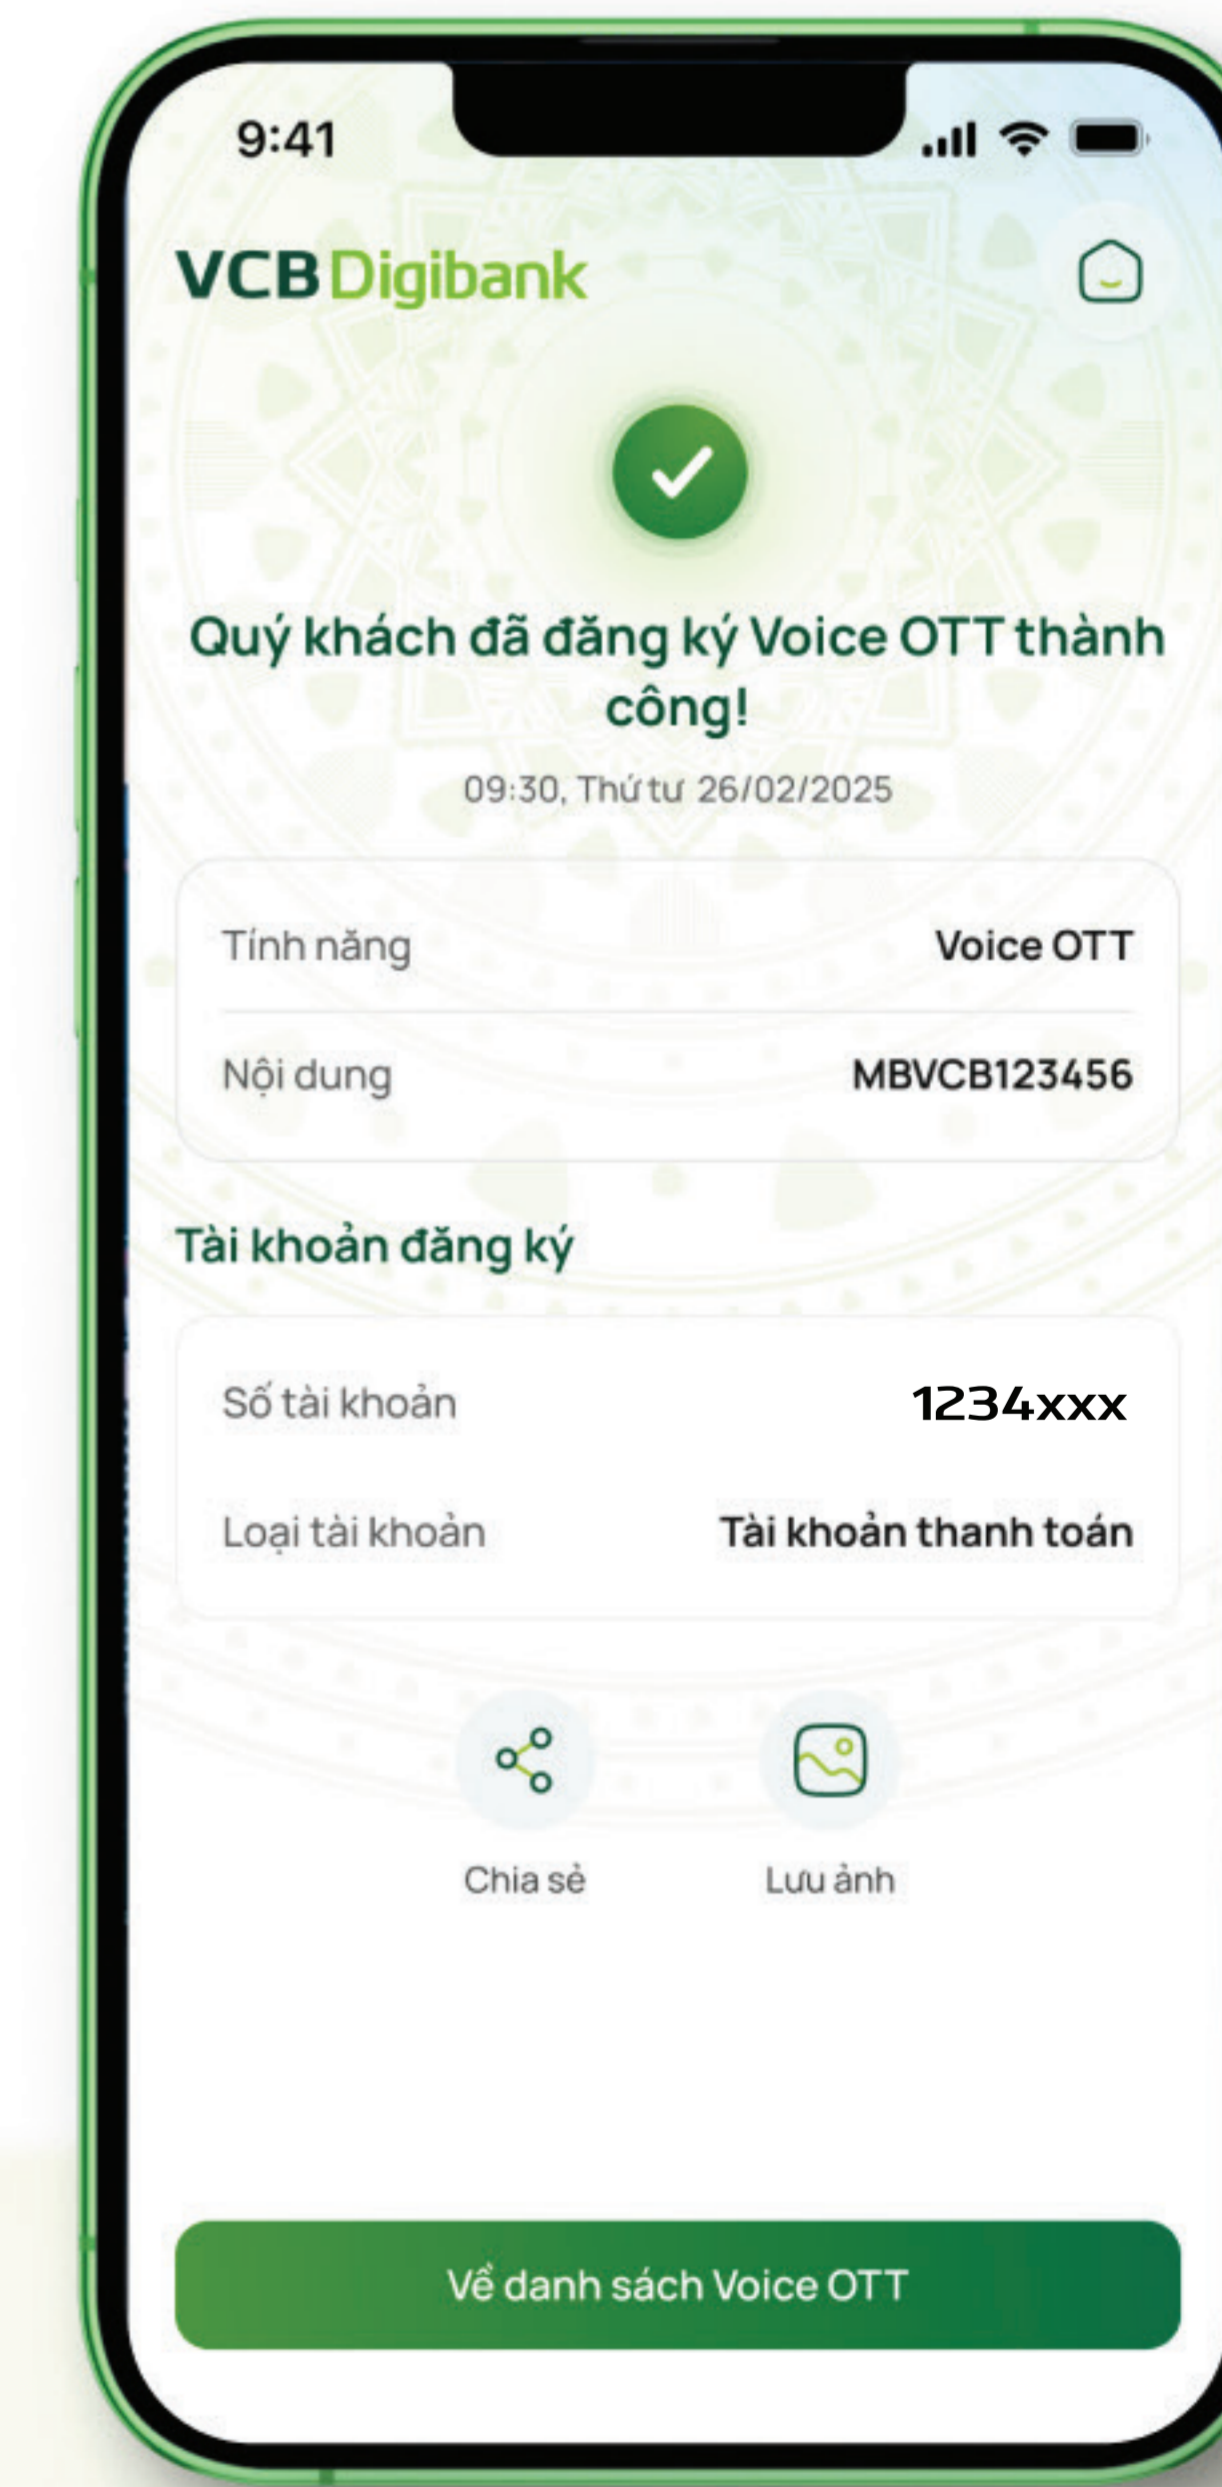 9:41
VCB Digibank
Quý khách đã đăng ký Voice OTT thành
công!
09:30, Thứ tư 26/02/2025
Tính năng Voice OTT
Nội dung MBVCB123456
Tài khoản đăng ký
Số tài khoản 1234xxx
Loại tài khoản Tài khoản thanh toán
Chia sẻ Lưu ảnh
Về danh sách Voice OTT